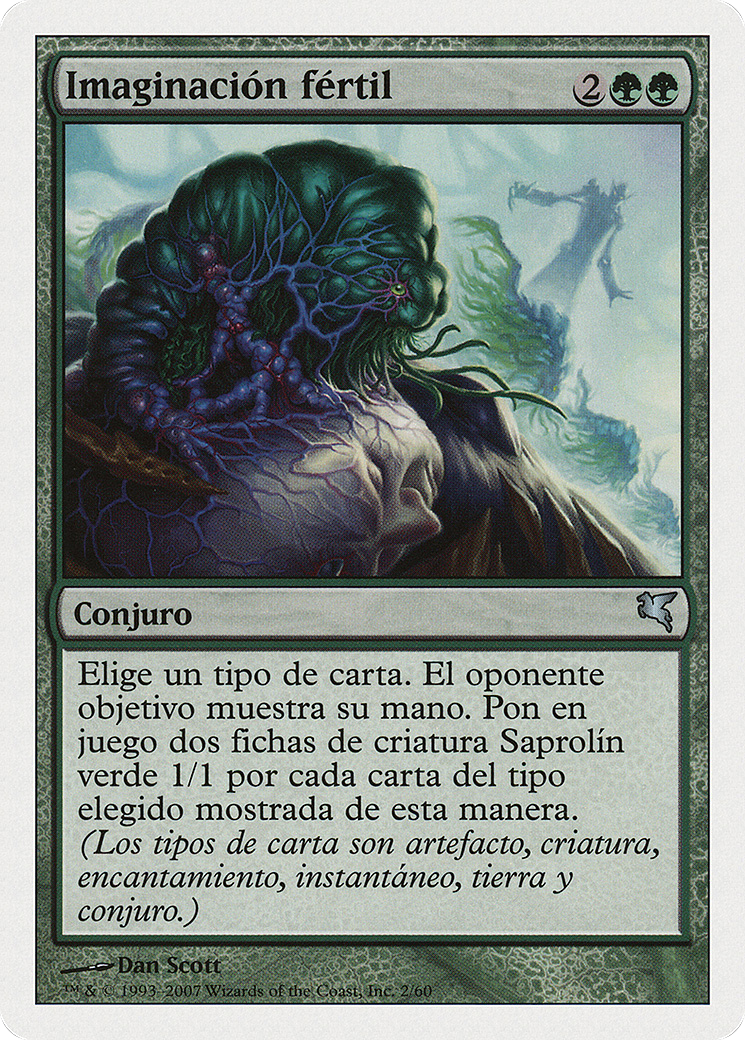 Imaginación fértil 2
Conjuro
Elige un tipo de carta. El oponente
objetivo muestra su mano. Pon en
juego dos fichas de criatura Saprolín
verde 1/1 por cada carta del tipo
elegido mostrada de esta manera.
(Los tipos de carta son artefacto, criatura,
encantamiento, instantáneo, tierra y
conjuro.)
Dan Scott
™ & © 1993–2007 Wizards of the Coast, Inc. 2/60